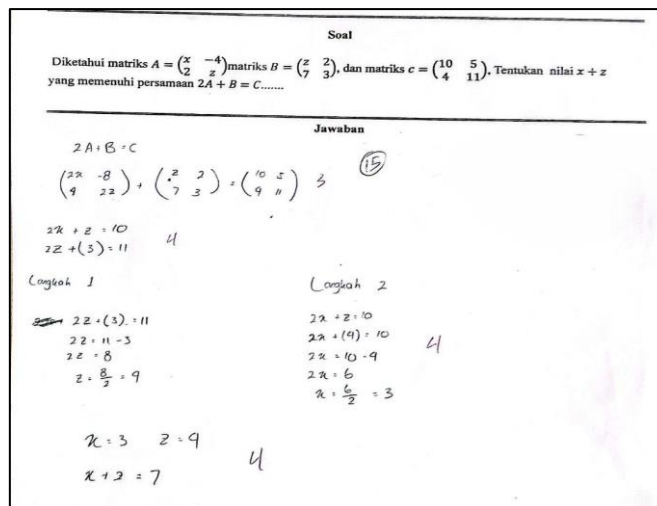 Soal
Diketahui matriks A = (x -4; 2 z) matriks B = (z 2; 7 3), dan matriks c = (10 5; 4 11), Tentukan nilai x + z
yang memenuhi persamaan 2A + B = C.......
Jawaban
2A + B = C
15
(2x -8; 4 2z) + (z 2; 7 3) = (10 5; 4 11) 3
2x + z = 10
2z + (3) = 11
4
Langkah 1
2z + (3) = 11
2z = 11 - 3
2z = 8
z = 8/2 = 4
Langkah 2
2x + z = 10
2x + (4) = 10
2x = 10 - 4
2x = 6
x = 6/2 = 3
4
x = 3 z = 4
x + z = 7
4